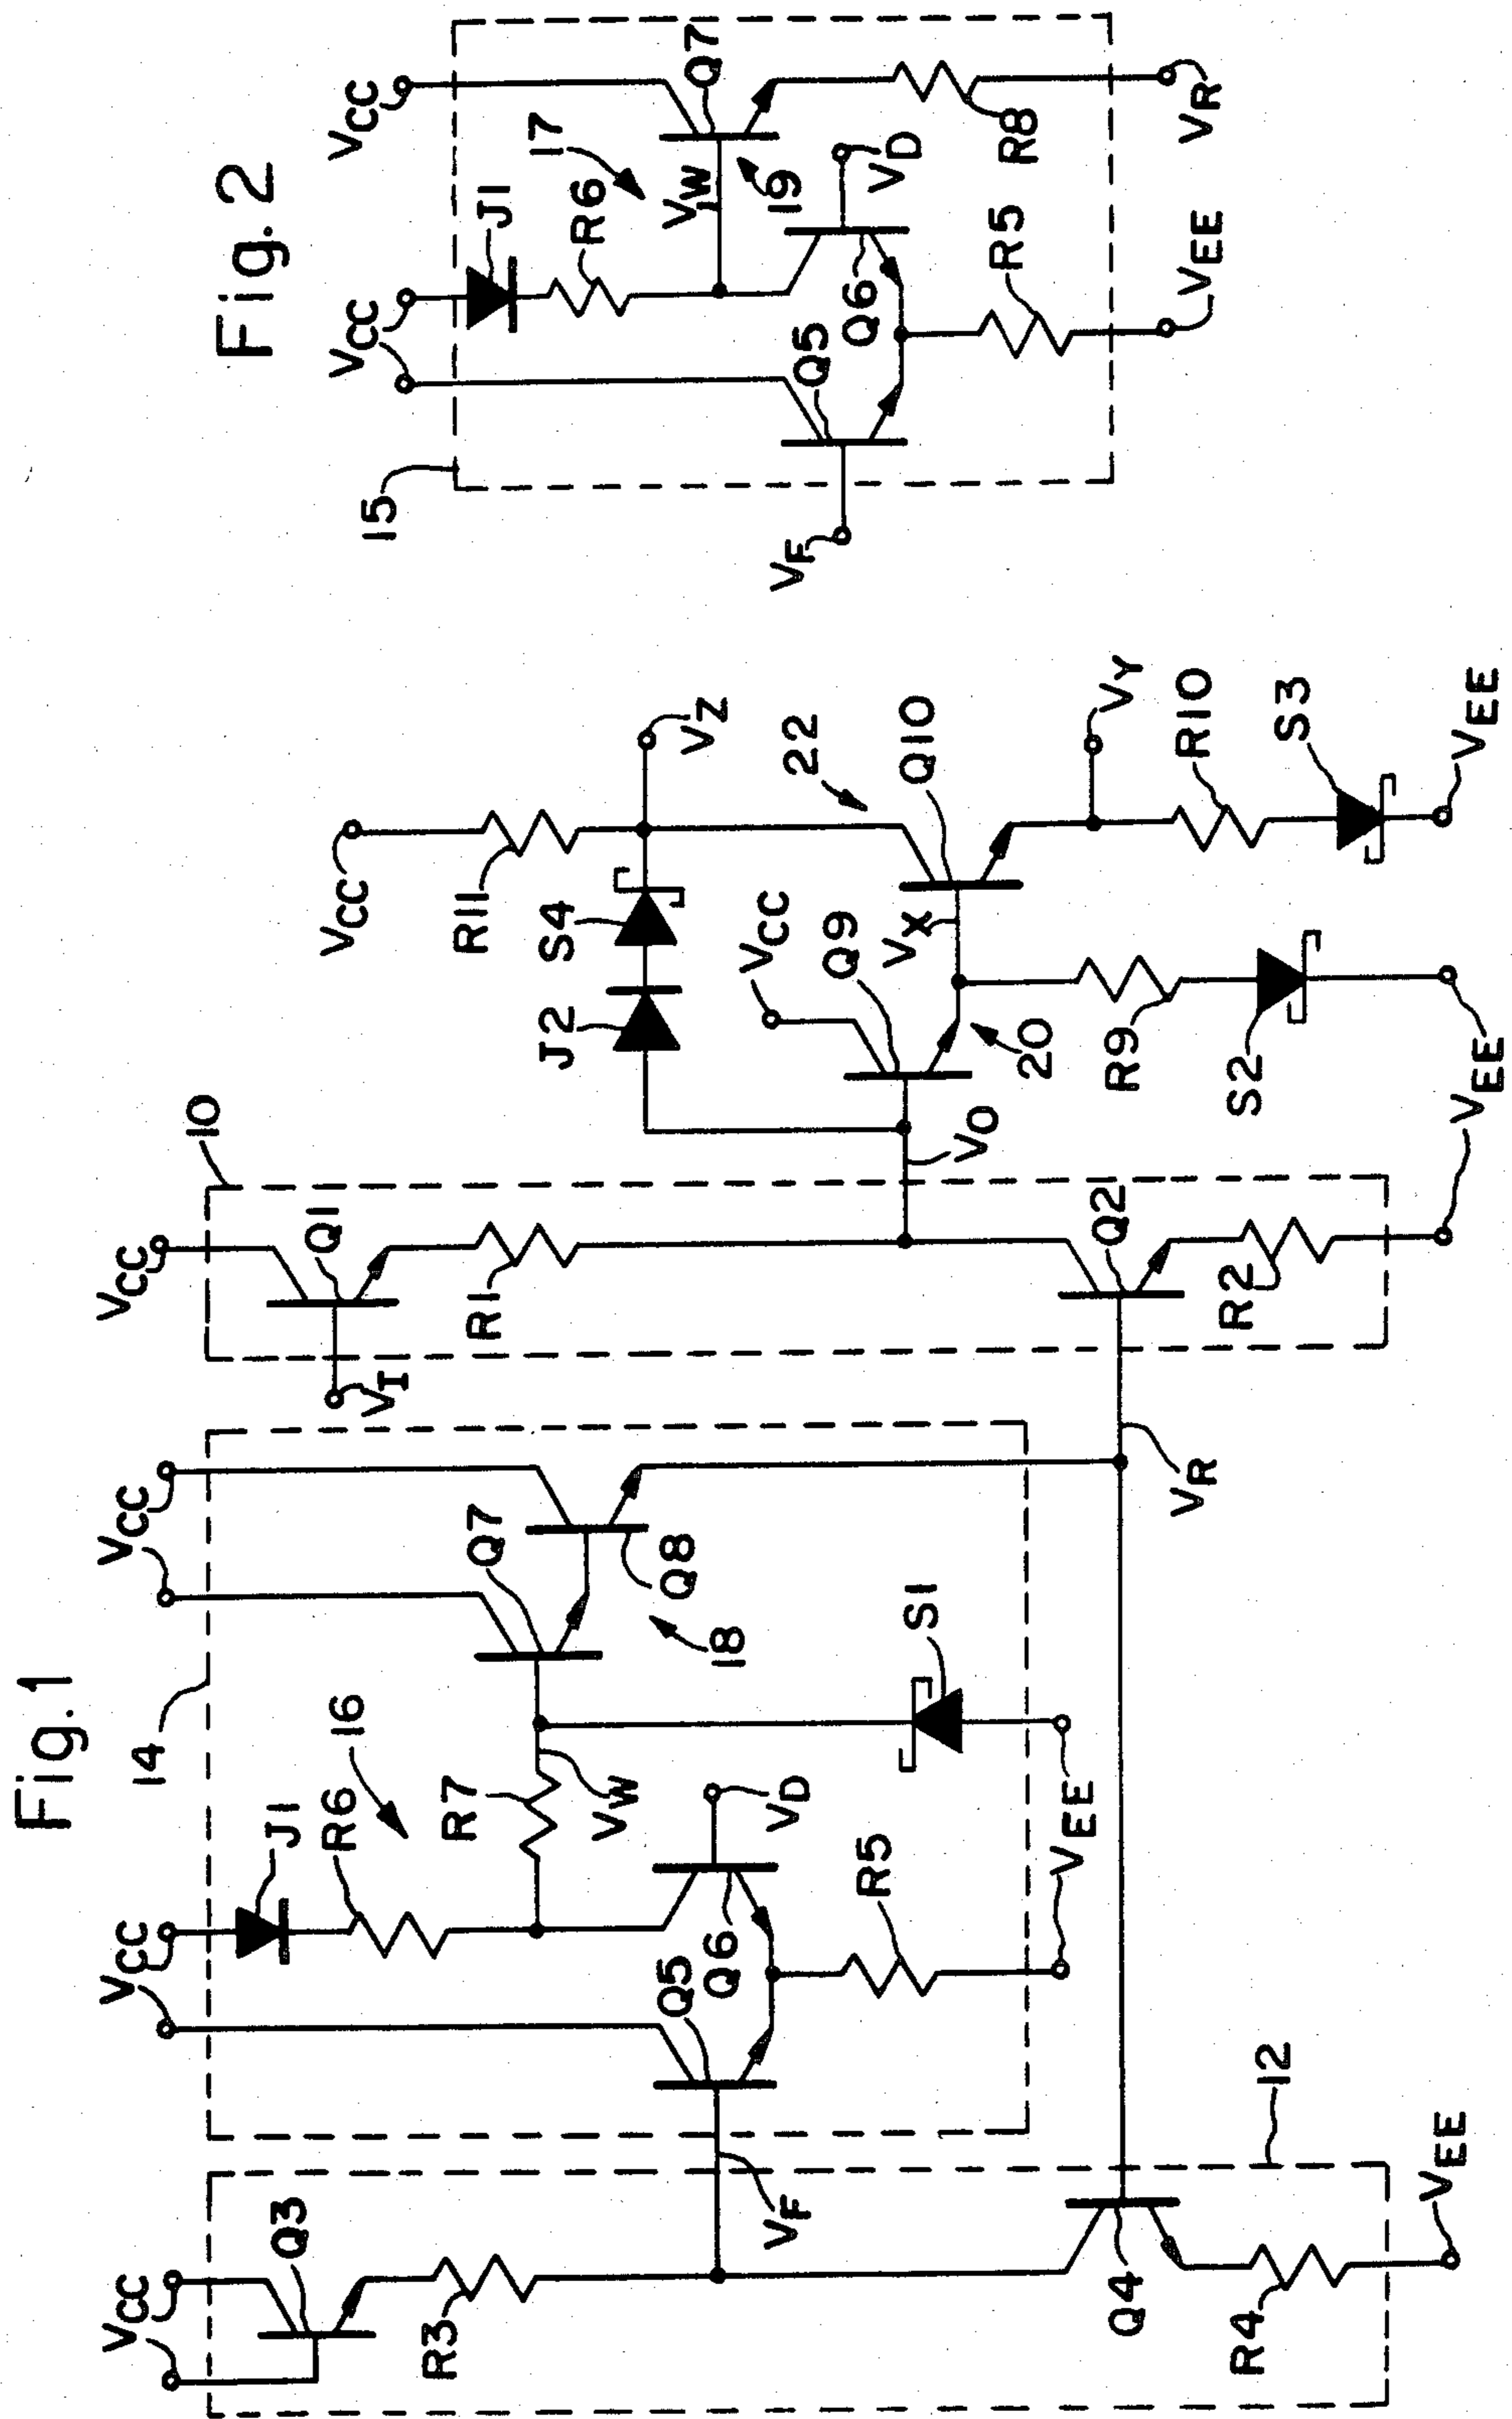 Fig. 2
VCC
VCC
J1
17
Q7
R6
VW
19
15
Q5
Q6
VD
VF
R5
R8
VEE
VR
VCC
R11
S4
J2
VZ
22
VCC
Q9
Q10
VX
20
VY
R9
R10
S2
S3
VEE
VEE
10
VCC
Q1
VI
R1
VO
Q2
R2
Fig. 1
14
VCC
VCC
J1
16
R6
R7
Q7
Q8
18
VW
S1
Q5
Q6
VD
R5
VEE
VR
VCC
Q3
R3
VF
12
Q4
R4
VEE